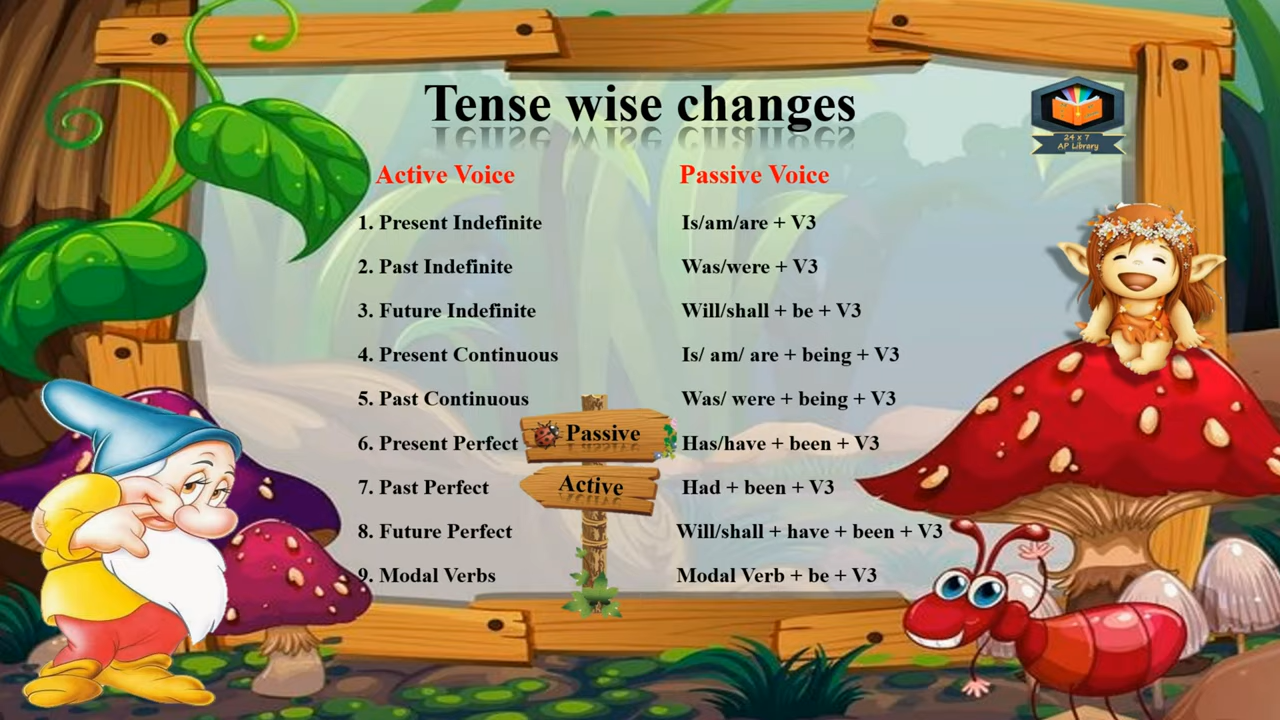 Tense wise changes
24 x 7
AP Library
Active Voice Passive Voice
1. Present Indefinite Is/am/are + V3
2. Past Indefinite Was/were + V3
3. Future Indefinite Will/shall + be + V3
4. Present Continuous Is/ am/ are + being + V3
5. Past Continuous Was/ were + being + V3
6. Present Perfect Has/have + been + V3
Passive
7. Past Perfect Had + been + V3
Active
8. Future Perfect Will/shall + have + been + V3
9. Modal Verbs Modal Verb + be + V3